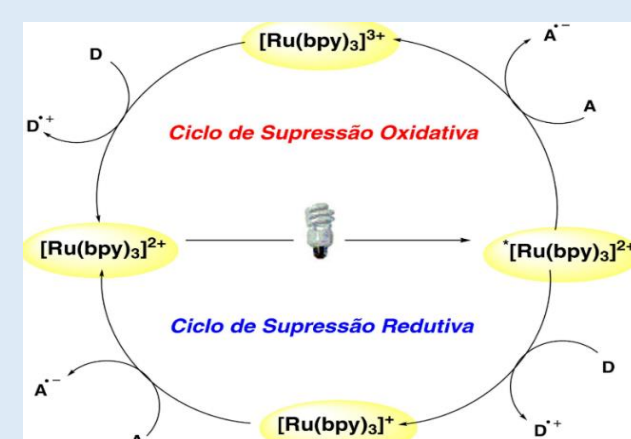 [Ru(bpy)₃]³⁺
A•⁻
D
A
D•⁺
Ciclo de Supressão Oxidativa
[Ru(bpy)₃]²⁺
*[Ru(bpy)₃]²⁺
Ciclo de Supressão Redutiva
D
A•⁻
[Ru(bpy)₃]⁺
D•⁺